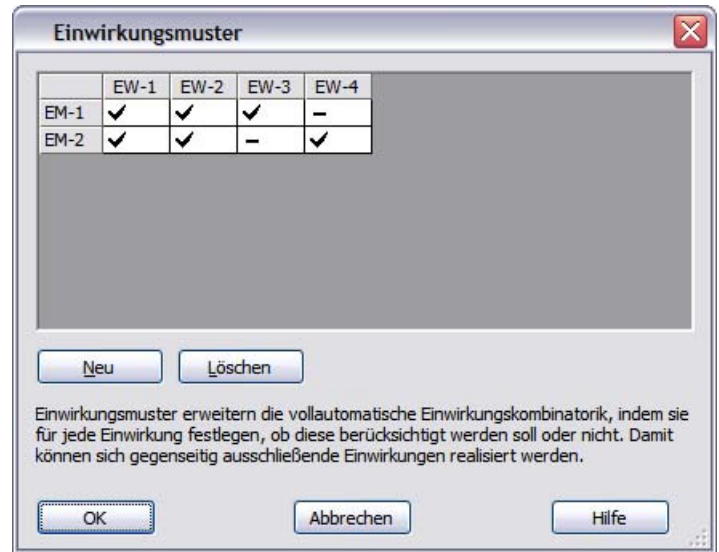 Einwirkungsmuster
EW-1 EW-2 EW-3 EW-4
EM-1 ✓ ✓ ✓ –
EM-2 ✓ ✓ – ✓
Neu Löschen
Einwirkungsmuster erweitern die vollautomatische Einwirkungskombinatorik, indem sie
für jede Einwirkung festlegen, ob diese berücksichtigt werden soll oder nicht. Damit
können sich gegenseitig ausschließende Einwirkungen realisiert werden.
OK Abbrechen Hilfe